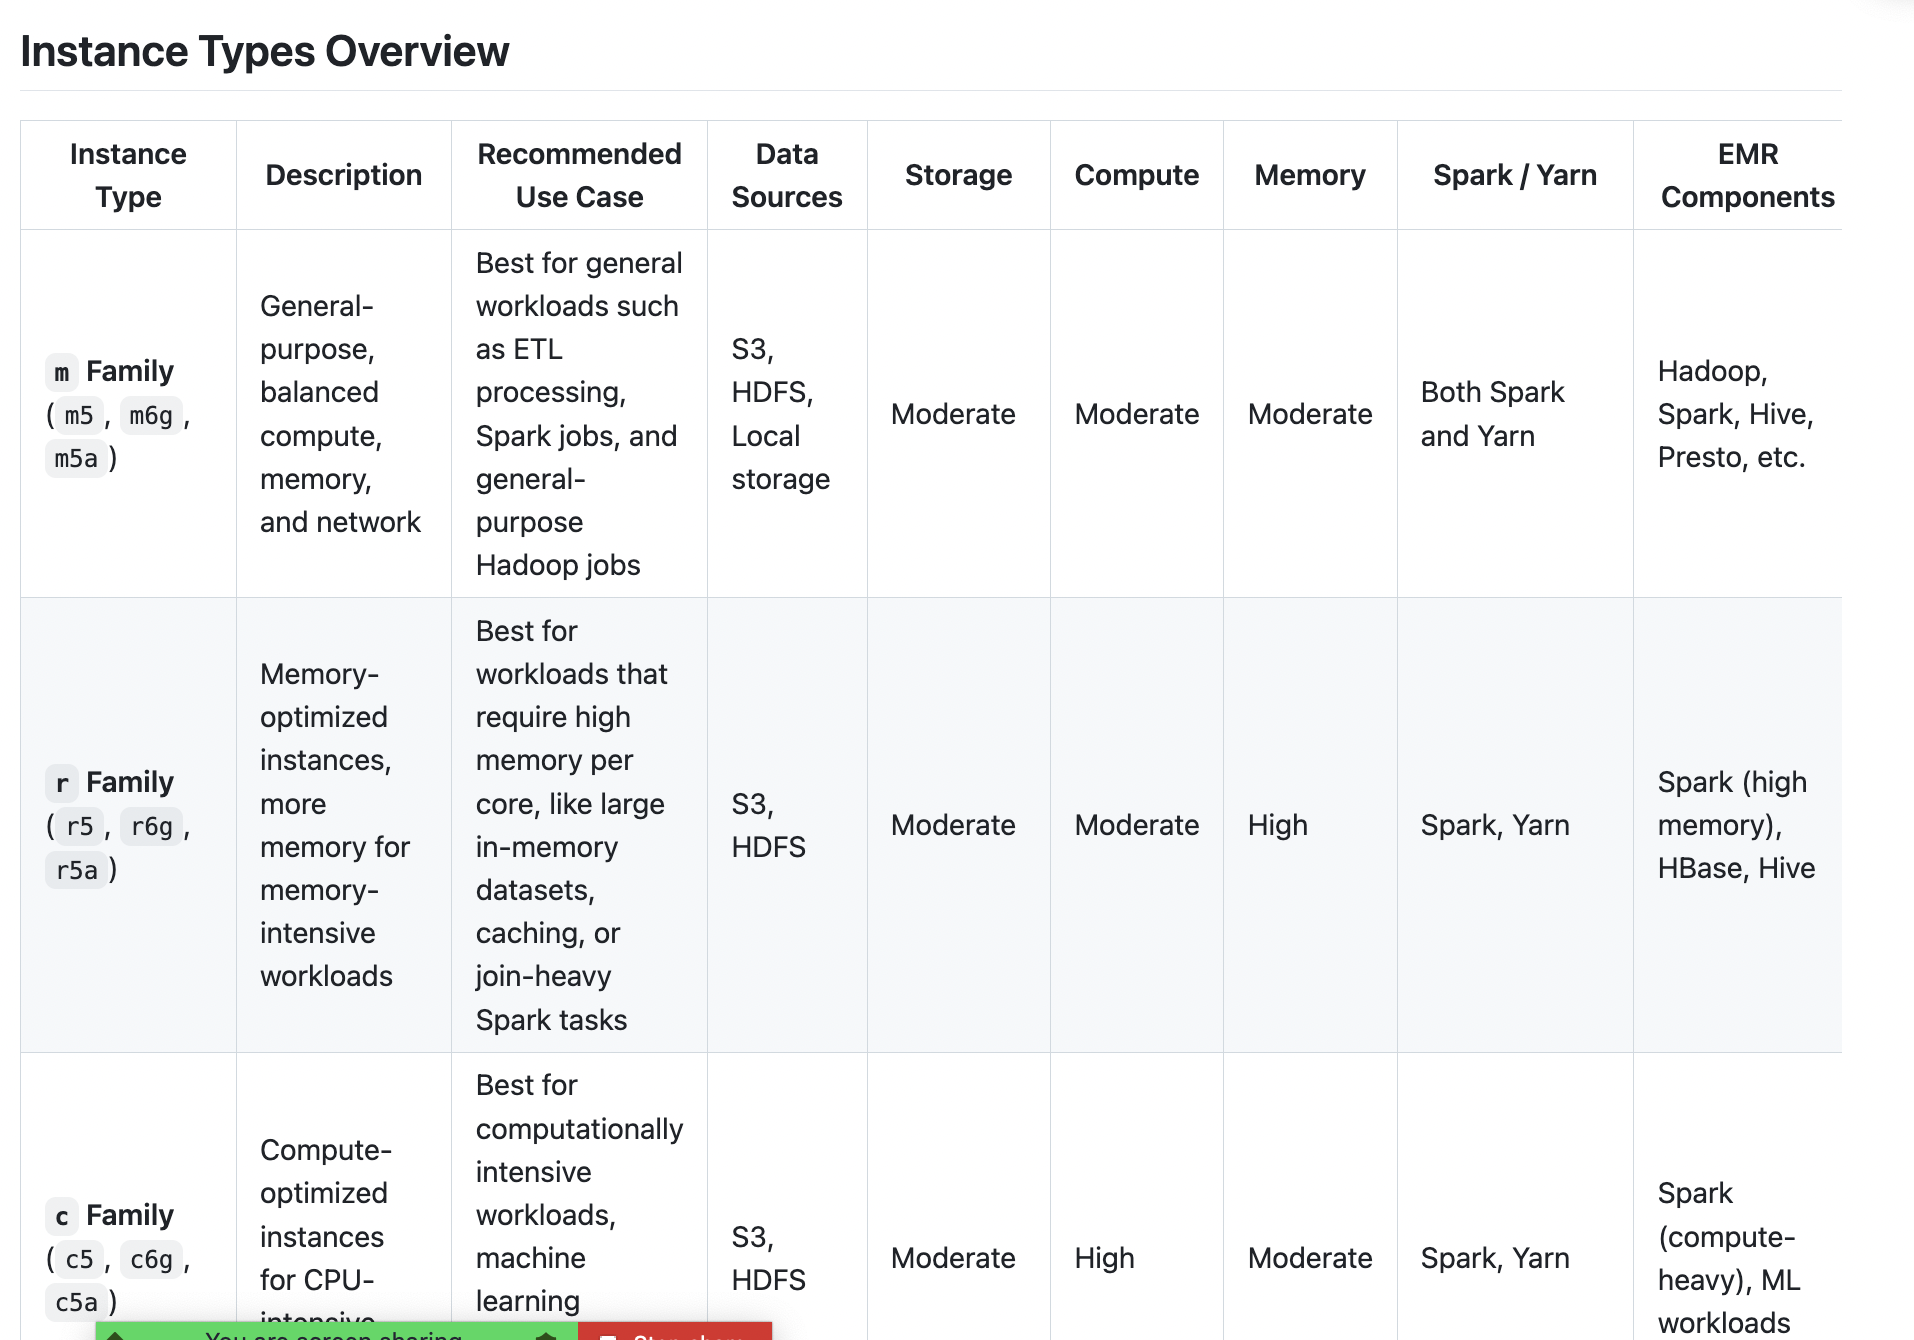 Instance Types Overview
Instance
Type
Description
Recommended
Use Case
Data
Sources
Storage
Compute
Memory
Spark / Yarn
EMR
Components
m Family
(m5, m6g,
m5a)
General-
purpose,
balanced
compute,
memory,
and network
Best for general
workloads such
as ETL
processing,
Spark jobs, and
general-
purpose
Hadoop jobs
S3,
HDFS,
Local
storage
Moderate
Moderate
Moderate
Both Spark
and Yarn
Hadoop,
Spark, Hive,
Presto, etc.
r Family
(r5, r6g,
r5a)
Memory-
optimized
instances,
more
memory for
memory-
intensive
workloads
Best for
workloads that
require high
memory per
core, like large
in-memory
datasets,
caching, or
join-heavy
Spark tasks
S3,
HDFS
Moderate
Moderate
High
Spark, Yarn
Spark (high
memory),
HBase, Hive
c Family
(c5, c6g,
c5a)
Compute-
optimized
instances
for CPU-
intensive
Best for
computationally
intensive
workloads,
machine
learning
S3,
HDFS
Moderate
High
Moderate
Spark, Yarn
Spark
(compute-
heavy), ML
workloads
You are screen sharing
Stop share